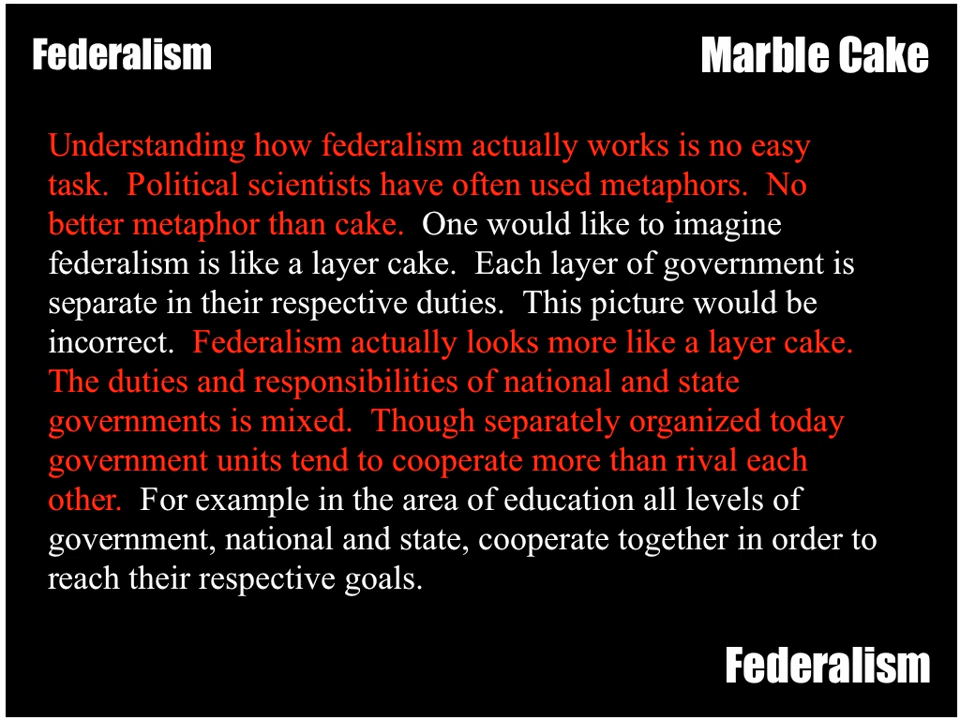 Federalism
Marble Cake
Understanding how federalism actually works is no easy
task.  Political scientists have often used metaphors.  No
better metaphor than cake.  One would like to imagine
federalism is like a layer cake.  Each layer of government is
separate in their respective duties.  This picture would be
incorrect.  Federalism actually looks more like a layer cake.
The duties and responsibilities of national and state
governments is mixed.  Though separately organized today
government units tend to cooperate more than rival each
other.  For example in the area of education all levels of
government, national and state, cooperate together in order to
reach their respective goals.
Federalism